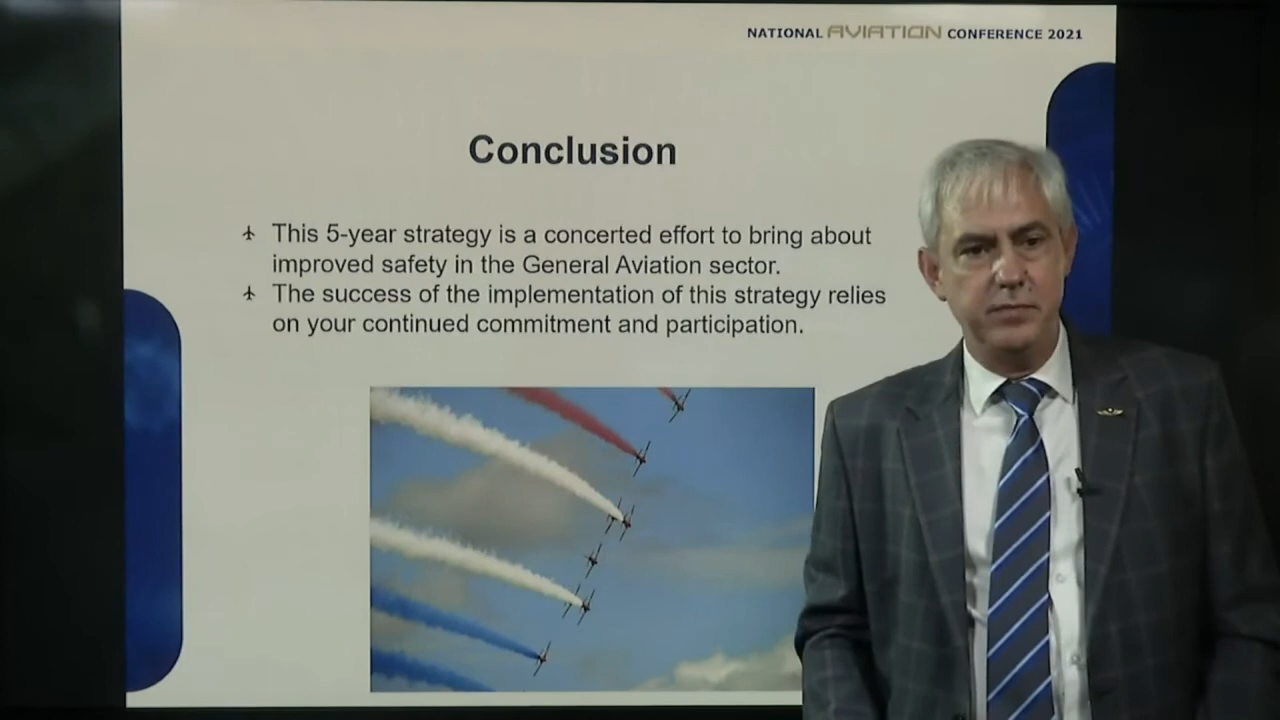 NATIONAL AVIATION CONFERENCE 2021
Conclusion
This 5-year strategy is a concerted effort to bring about
improved safety in the General Aviation sector.
The success of the implementation of this strategy relies
on your continued commitment and participation.